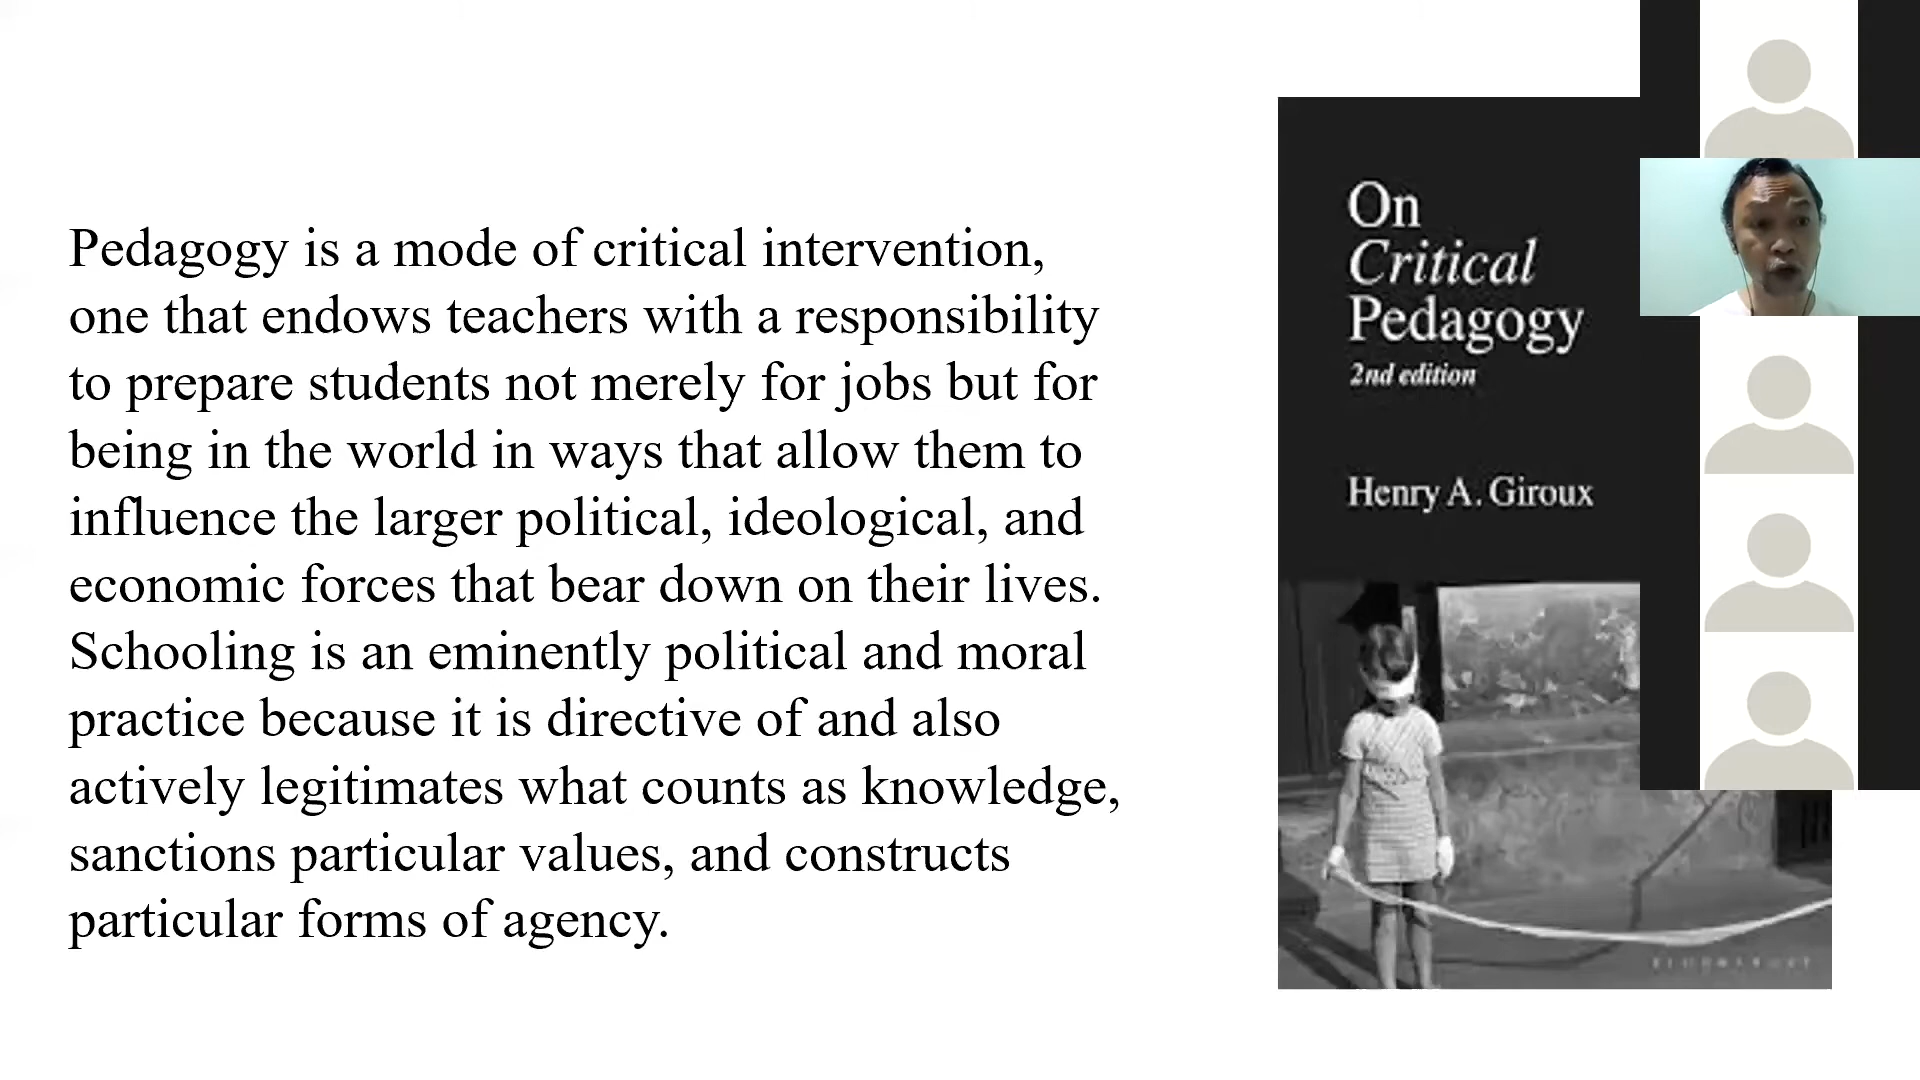 Pedagogy is a mode of critical intervention,
one that endows teachers with a responsibility
to prepare students not merely for jobs but for
being in the world in ways that allow them to
influence the larger political, ideological, and
economic forces that bear down on their lives.
Schooling is an eminently political and moral
practice because it is directive of and also
actively legitimates what counts as knowledge,
sanctions particular values, and constructs
particular forms of agency.
On
Critical
Pedagogy
2nd edition
Henry A. Giroux
BLOOMSBURY